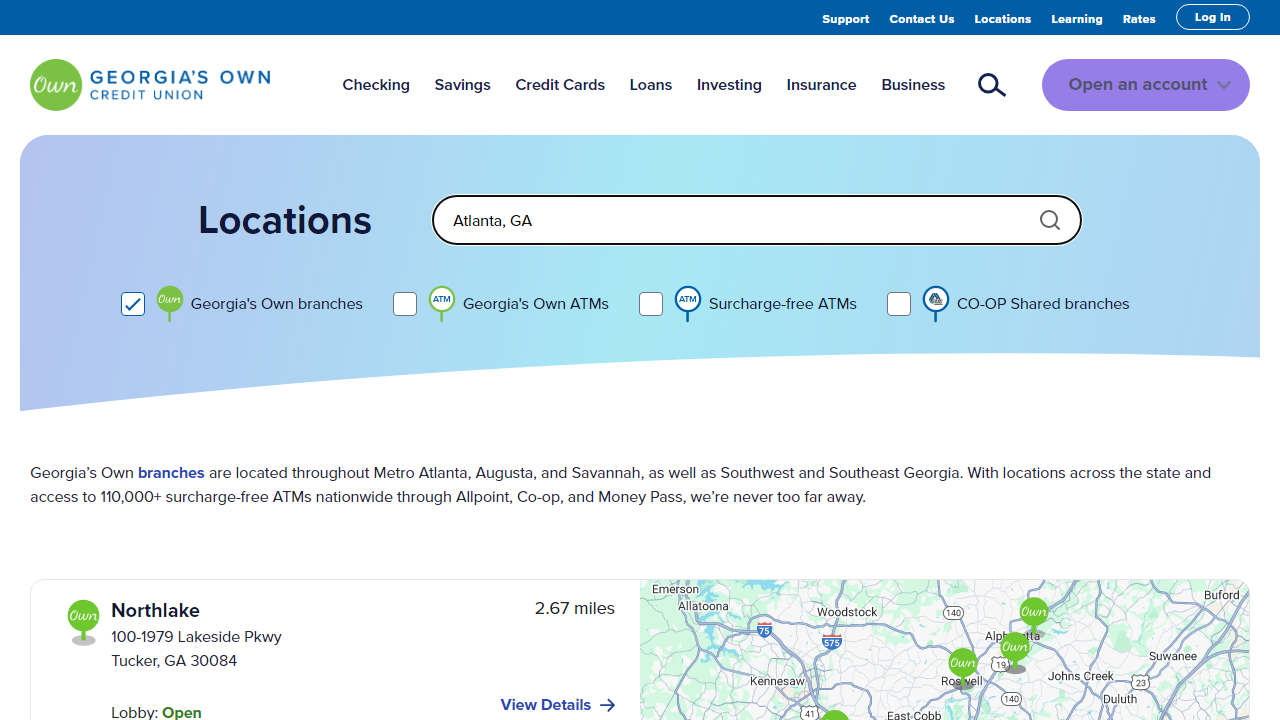 Support Contact Us Locations Learning Rates Log In
Own GEORGIA'S OWN
CREDIT UNION
Checking Savings Credit Cards Loans Investing Insurance Business Open an account
Locations Atlanta, GA
Own Georgia's Own branches ATM Georgia's Own ATMs ATM Surcharge-free ATMs CO-OP Shared branches
Georgia’s Own branches are located throughout Metro Atlanta, Augusta, and Savannah, as well as Southwest and Southeast Georgia. With locations across the state and
access to 110,000+ surcharge-free ATMs nationwide through Allpoint, Co-op, and Money Pass, we’re never too far away.
Own Northlake 2.67 miles
100-1979 Lakeside Pkwy
Tucker, GA 30084
Lobby: Open View Details
Emerson
Allatoona
Woodstock
140
Own
Buford
75
575
Alpharetta
Own
Own
19
Suwanee
Kennesaw
Roswell
Johns Creek
23
140
Duluth
41
East-Cobb